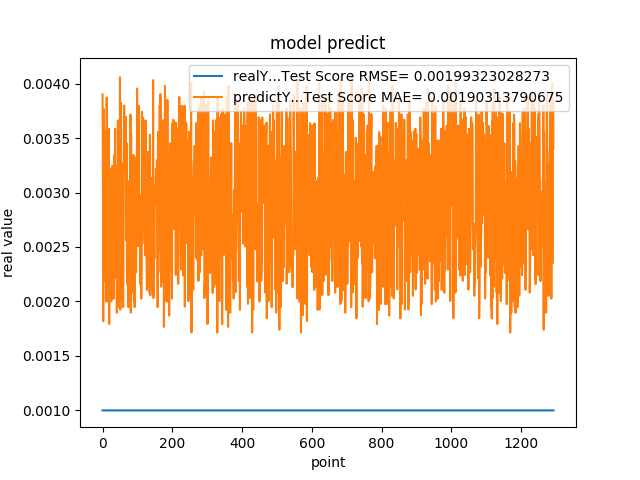 model predict
realY...Test Score RMSE= 0.00199323028273
predictY...Test Score MAE= 0.00190313790675
0.0040
0.0035
0.0030
0.0025
0.0020
0.0015
0.0010
real value
0 200 400 600 800 1000 1200
point